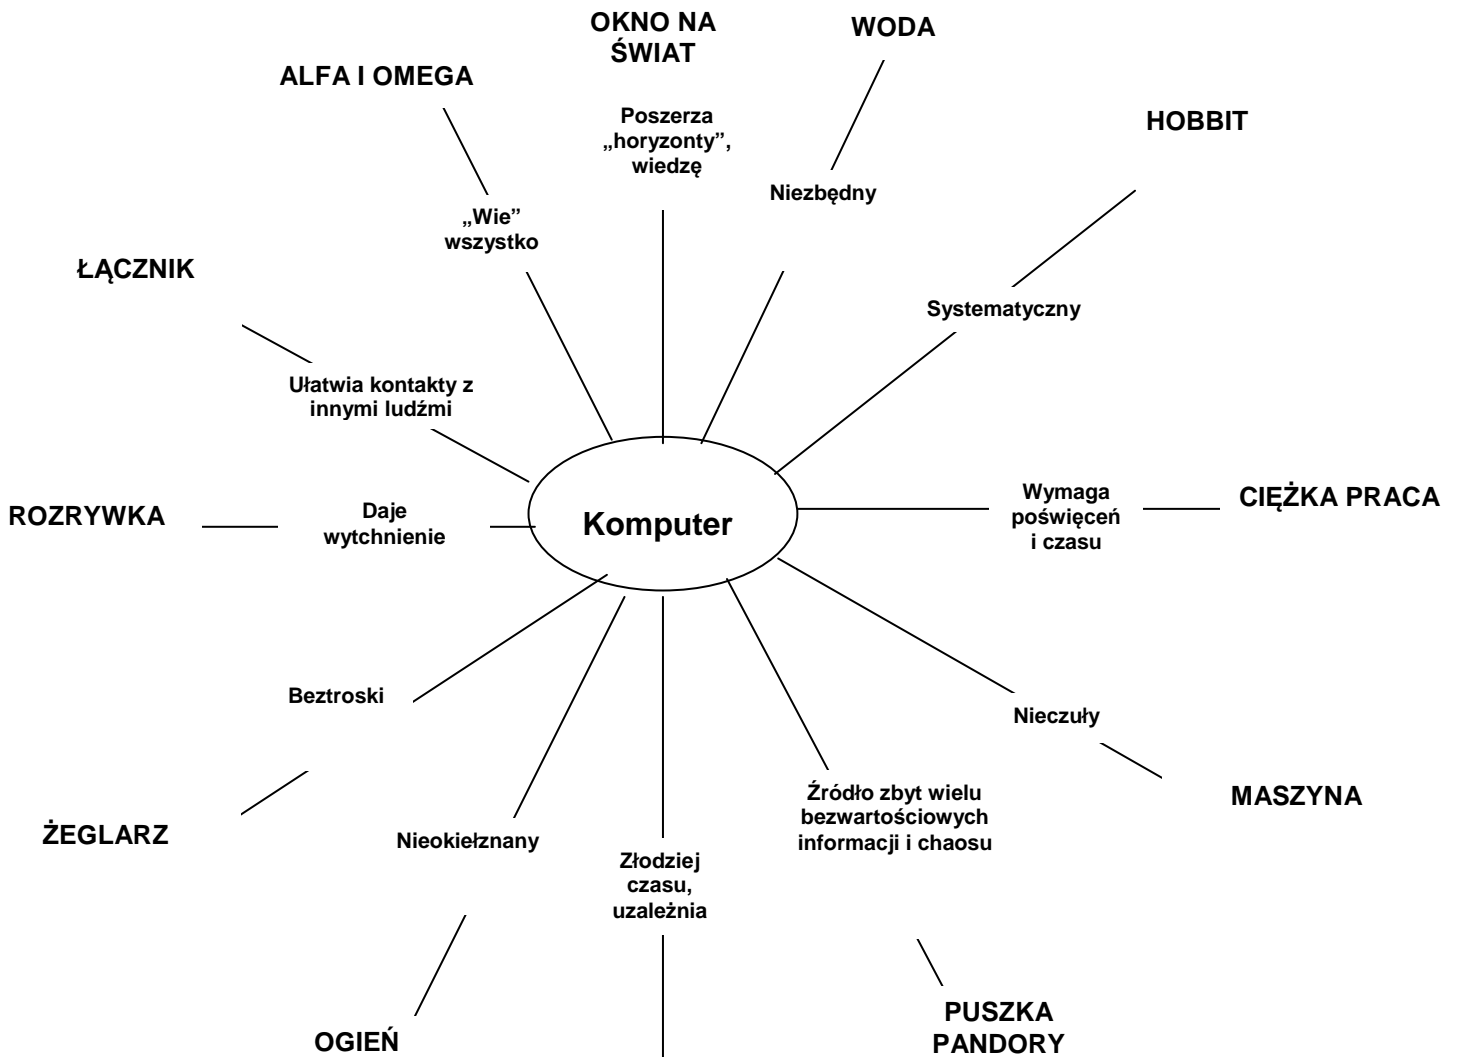 OKNO NA
ŚWIAT
WODA
ALFA I OMEGA
HOBBIT
Poszerza
„horyzonty”,
wiedzę
Niezbędny
„Wie”
wszystko
ŁĄCZNIK
Systematyczny
Ułatwia kontakty z
innymi ludźmi
ROZRYWKA
Daje
wytchnienie
Komputer
Wymaga
poświęceń
i czasu
CIĘŻKA PRACA
Beztroski
Nieczuły
ŻEGLARZ
Nieokiełznany
Złodziej
czasu,
uzależnia
Źródło zbyt wielu
bezwartościowych
informacji i chaosu
MASZYNA
OGIEŃ
PUSZKA
PANDORY